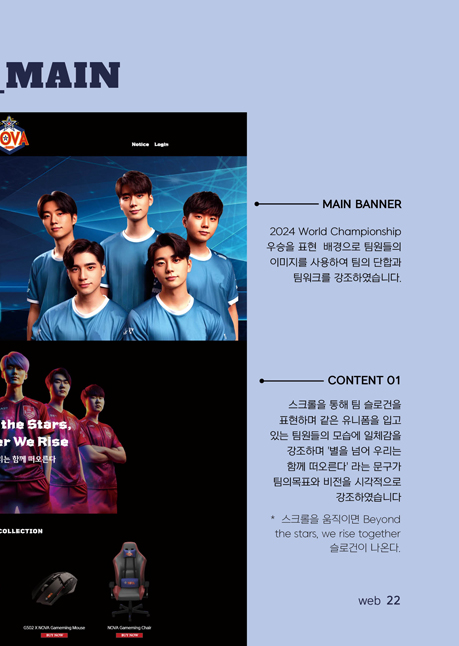 _MAIN
NOVA
Notice Login
MAIN BANNER
2024 World Championship
우승을 표현 배경으로 팀원들의
이미지를 사용하여 팀의 단합과
팀워크를 강조하였습니다.
the Stars,
er We Rise
리는 함께 떠오른다
CONTENT 01
스크롤을 통해 팀 슬로건을
표현하며 같은 유니폼을 입고
있는 팀원들의 모습에 일체감을
강조하며 '별을 넘어 우리는
함께 떠오른다' 라는 문구가
팀의목표와 비전을 시각적으로
강조하였습니다
* 스크롤을 움직이면 Beyond
the stars, we rise together
슬로건이 나온다.
COLLECTION
G502 X NOVA Gamerning Mouse
BUY NOW
NOVA Gamerning Chair
BUY NOW
web 22